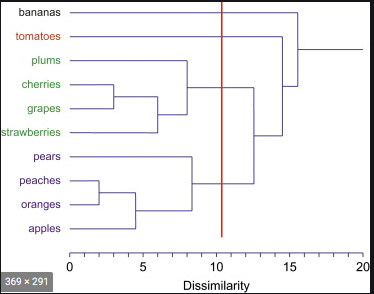 bananas
tomatoes
plums
cherries
grapes
strawberries
pears
peaches
oranges
apples
0 5 10 15 20
Dissimilarity
369 × 291